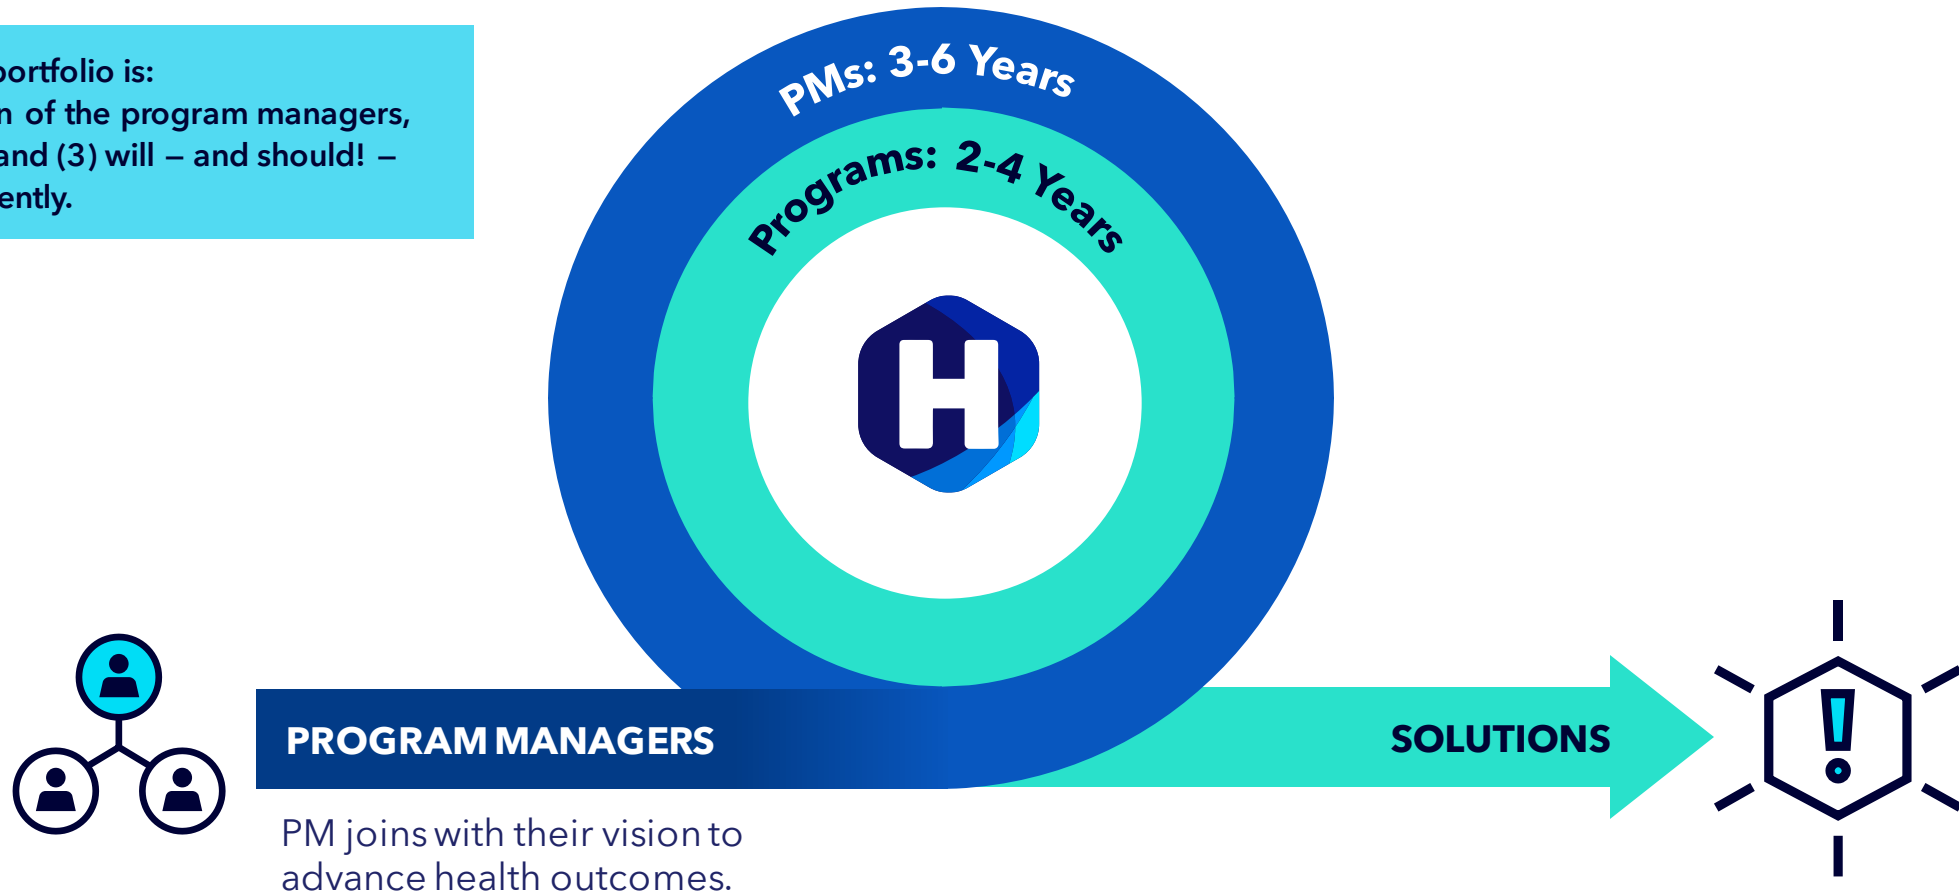 portfolio is:
n of the program managers,
and (3) will – and should! –
ently.
PMs: 3-6 Years
Programs: 2-4 Years
H
PROGRAM MANAGERS
SOLUTIONS
PM joins with their vision to
advance health outcomes.